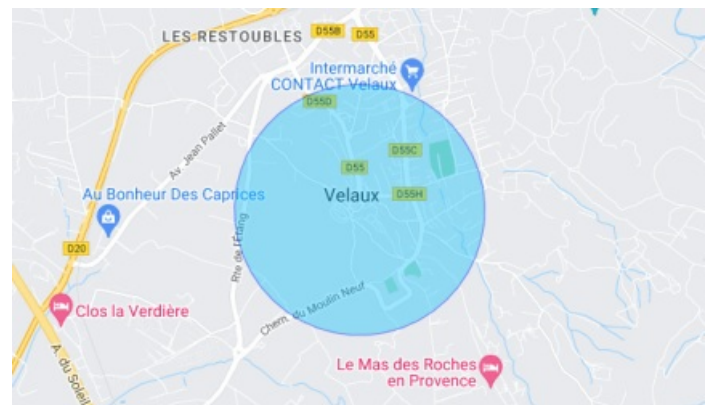 LES RESTOUBLES
D55B
D55
Intermarché
CONTACT Velaux
D55D
Av. Jean Pallet
D55C
D55
Au Bonheur Des Caprices
Velaux
D55H
D20
Rte de l'Étang
Chem. du Moulin Neuf
Clos la Verdière
A. du Soleil
Le Mas des Roches
en Provence